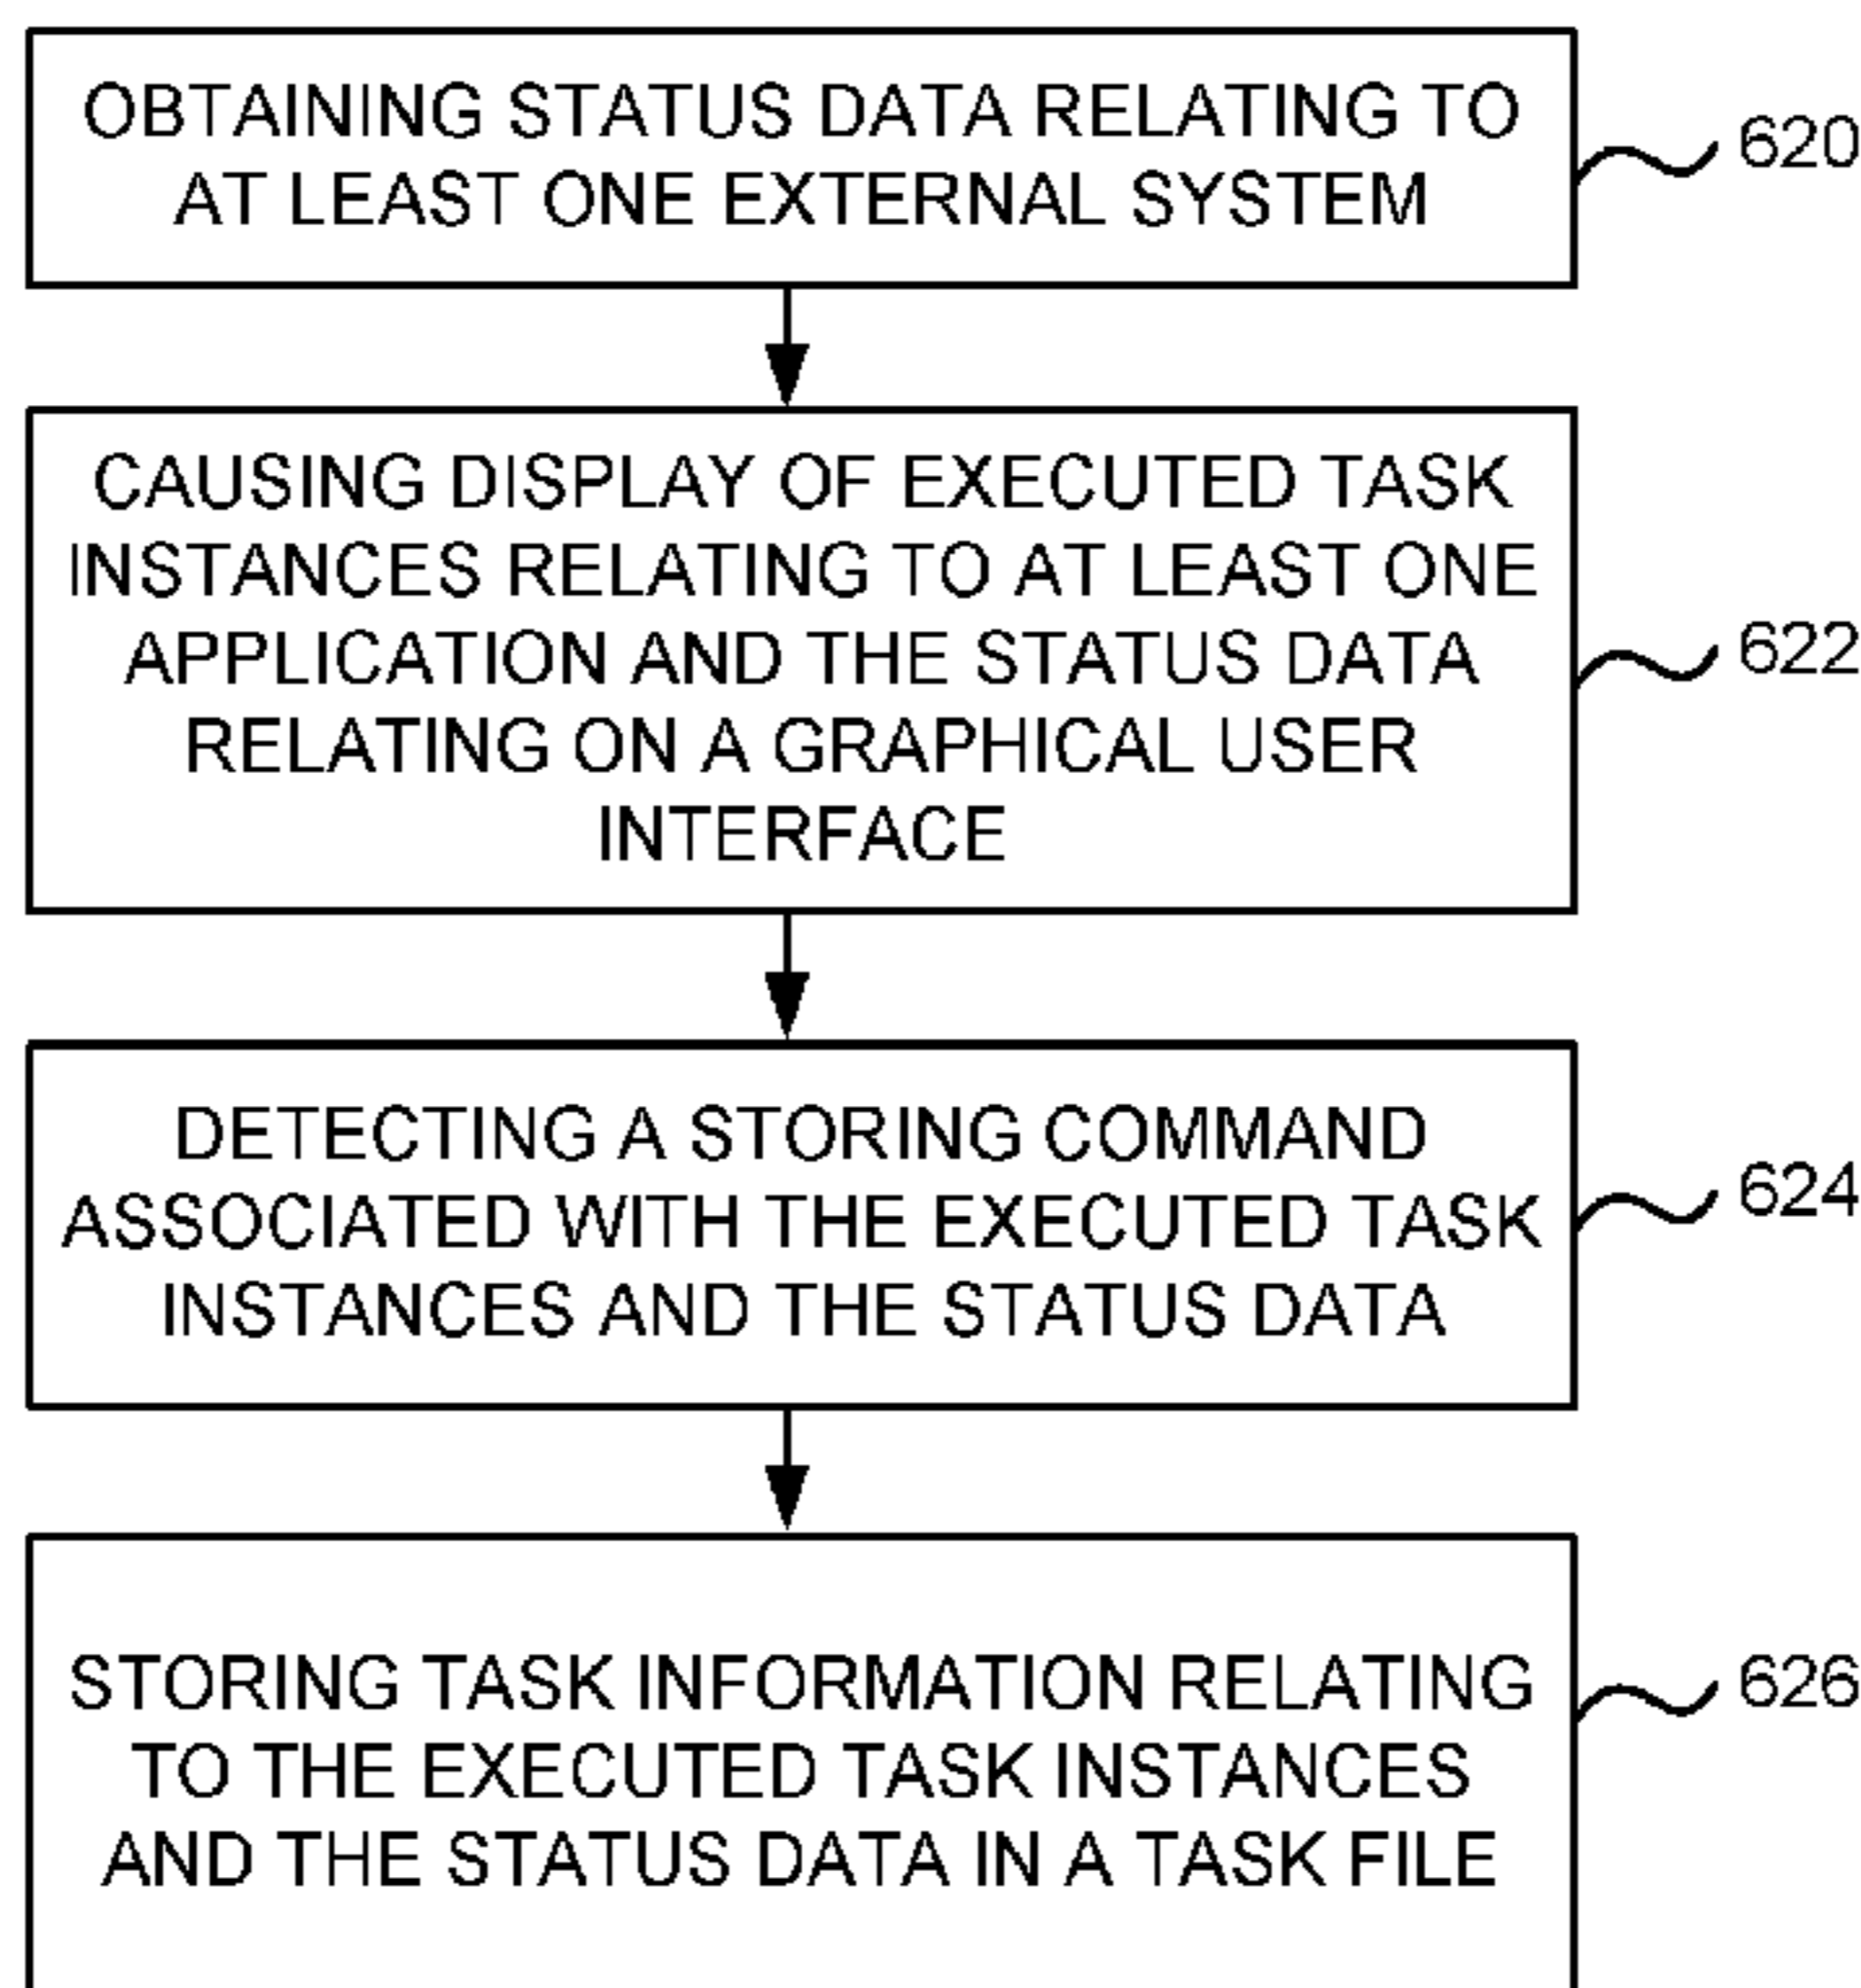 OBTAINING STATUS DATA RELATING TO
AT LEAST ONE EXTERNAL SYSTEM
620
CAUSING DISPLAY OF EXECUTED TASK
INSTANCES RELATING TO AT LEAST ONE
APPLICATION AND THE STATUS DATA
RELATING ON A GRAPHICAL USER
INTERFACE
622
DETECTING A STORING COMMAND
ASSOCIATED WITH THE EXECUTED TASK
INSTANCES AND THE STATUS DATA
624
STORING TASK INFORMATION RELATING
TO THE EXECUTED TASK INSTANCES
AND THE STATUS DATA IN A TASK FILE
626